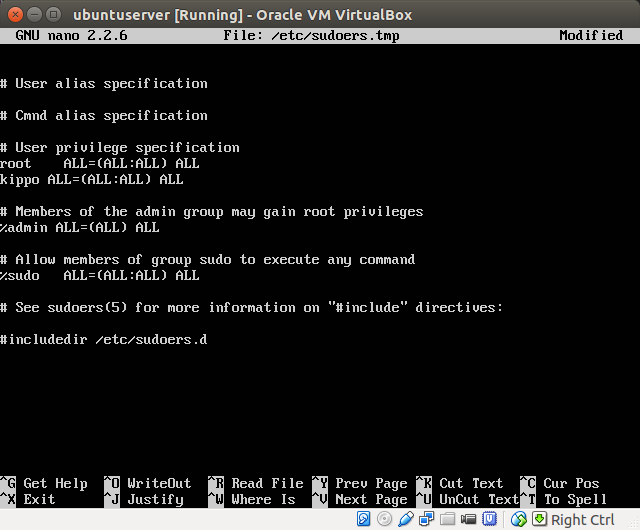 ubuntuserver [Running] - Oracle VM VirtualBox
GNU nano 2.2.6 File: /etc/sudoers.tmp Modified
# User alias specification
# Cmnd alias specification
# User privilege specification
root ALL=(ALL:ALL) ALL
kippo ALL=(ALL:ALL) ALL
# Members of the admin group may gain root privileges
%admin ALL=(ALL) ALL
# Allow members of group sudo to execute any command
%sudo ALL=(ALL:ALL) ALL
# See sudoers(5) for more information on "#include" directives:
#includedir /etc/sudoers.d
^G Get Help ^O WriteOut ^R Read File ^Y Prev Page ^K Cut Text ^C Cur Pos
^X Exit ^J Justify ^W Where Is ^V Next Page ^U UnCut Text ^T To Spell
Right Ctrl